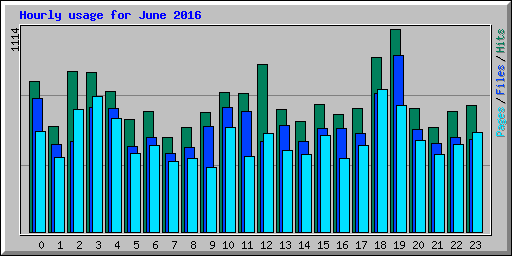 Hourly usage for June 2016
1114
Pages / Files / Hits
0 1 2 3 4 5 6 7 8 9 10 11 12 13 14 15 16 17 18 19 20 21 22 23